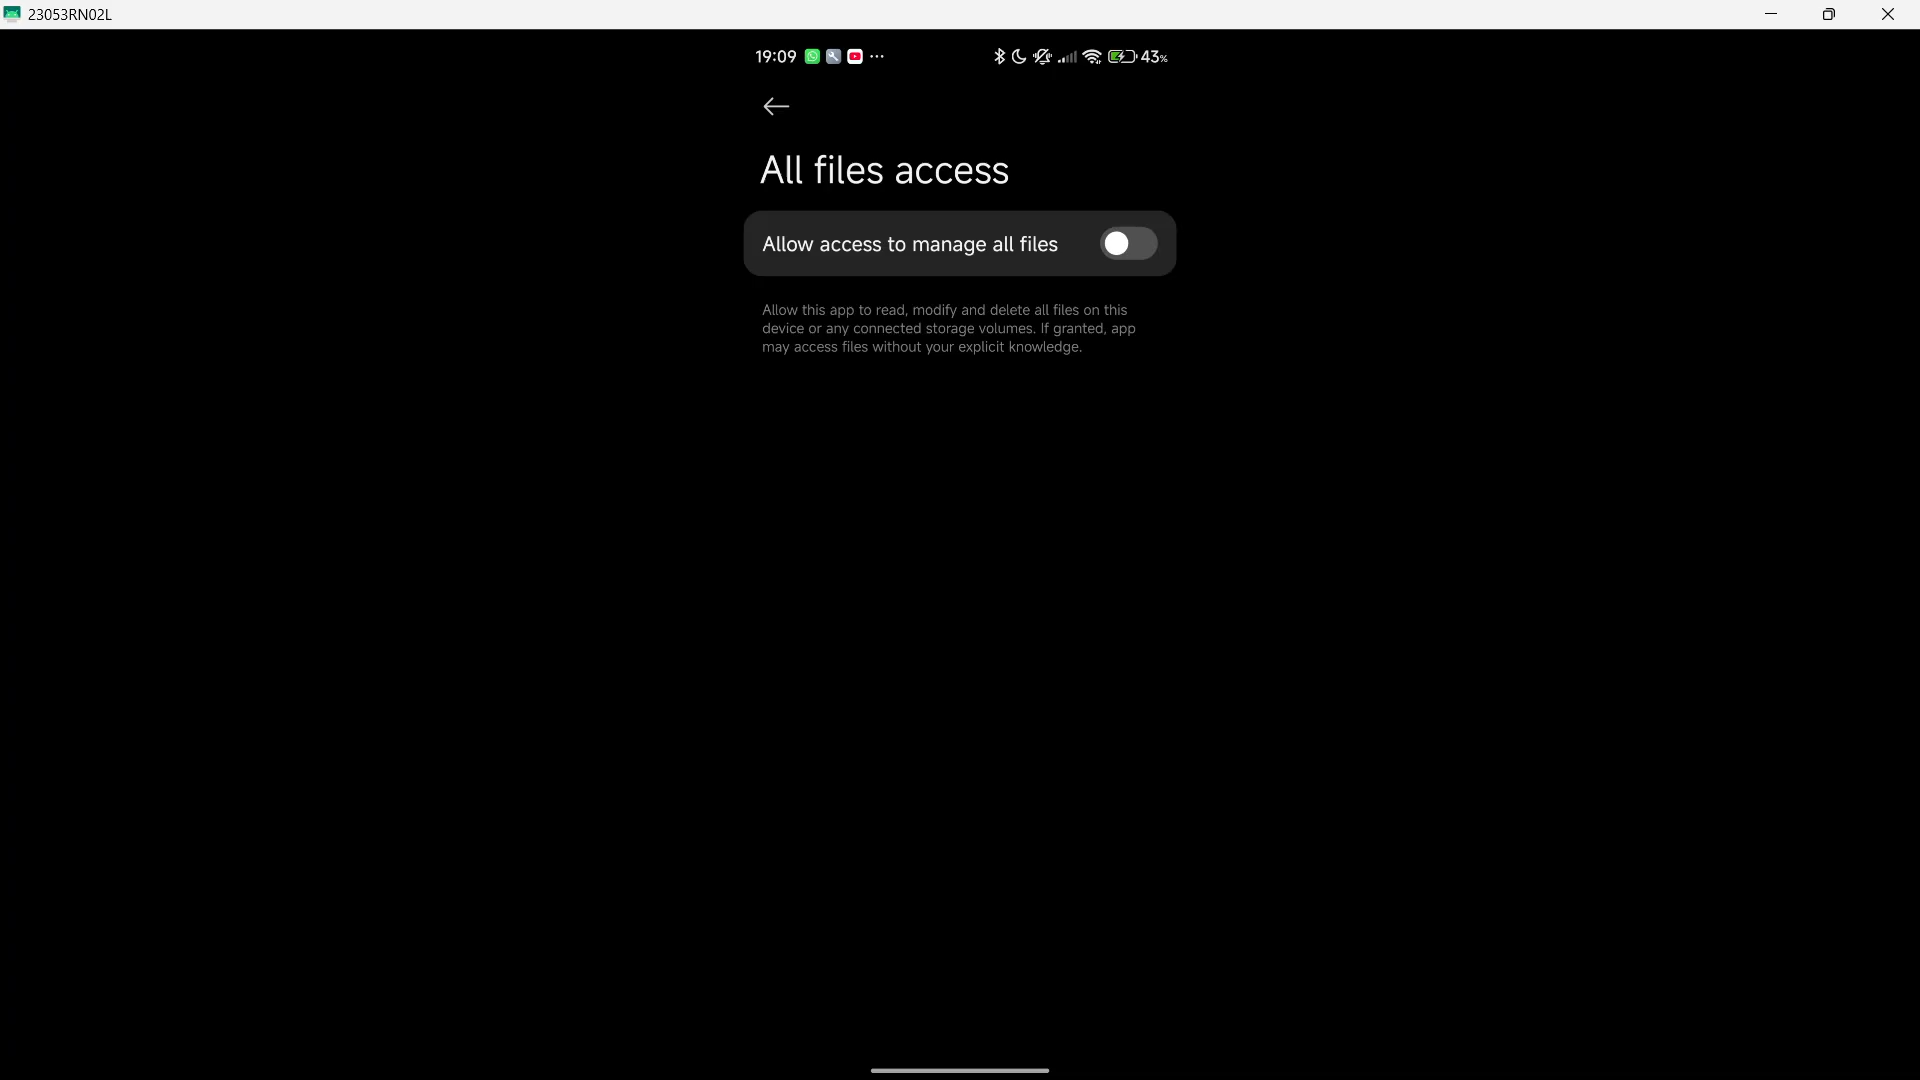 23053RN02L
19:09
43%
All files access
Allow access to manage all files
Allow this app to read, modify and delete all files on this
device or any connected storage volumes. If granted, app
may access files without your explicit knowledge.